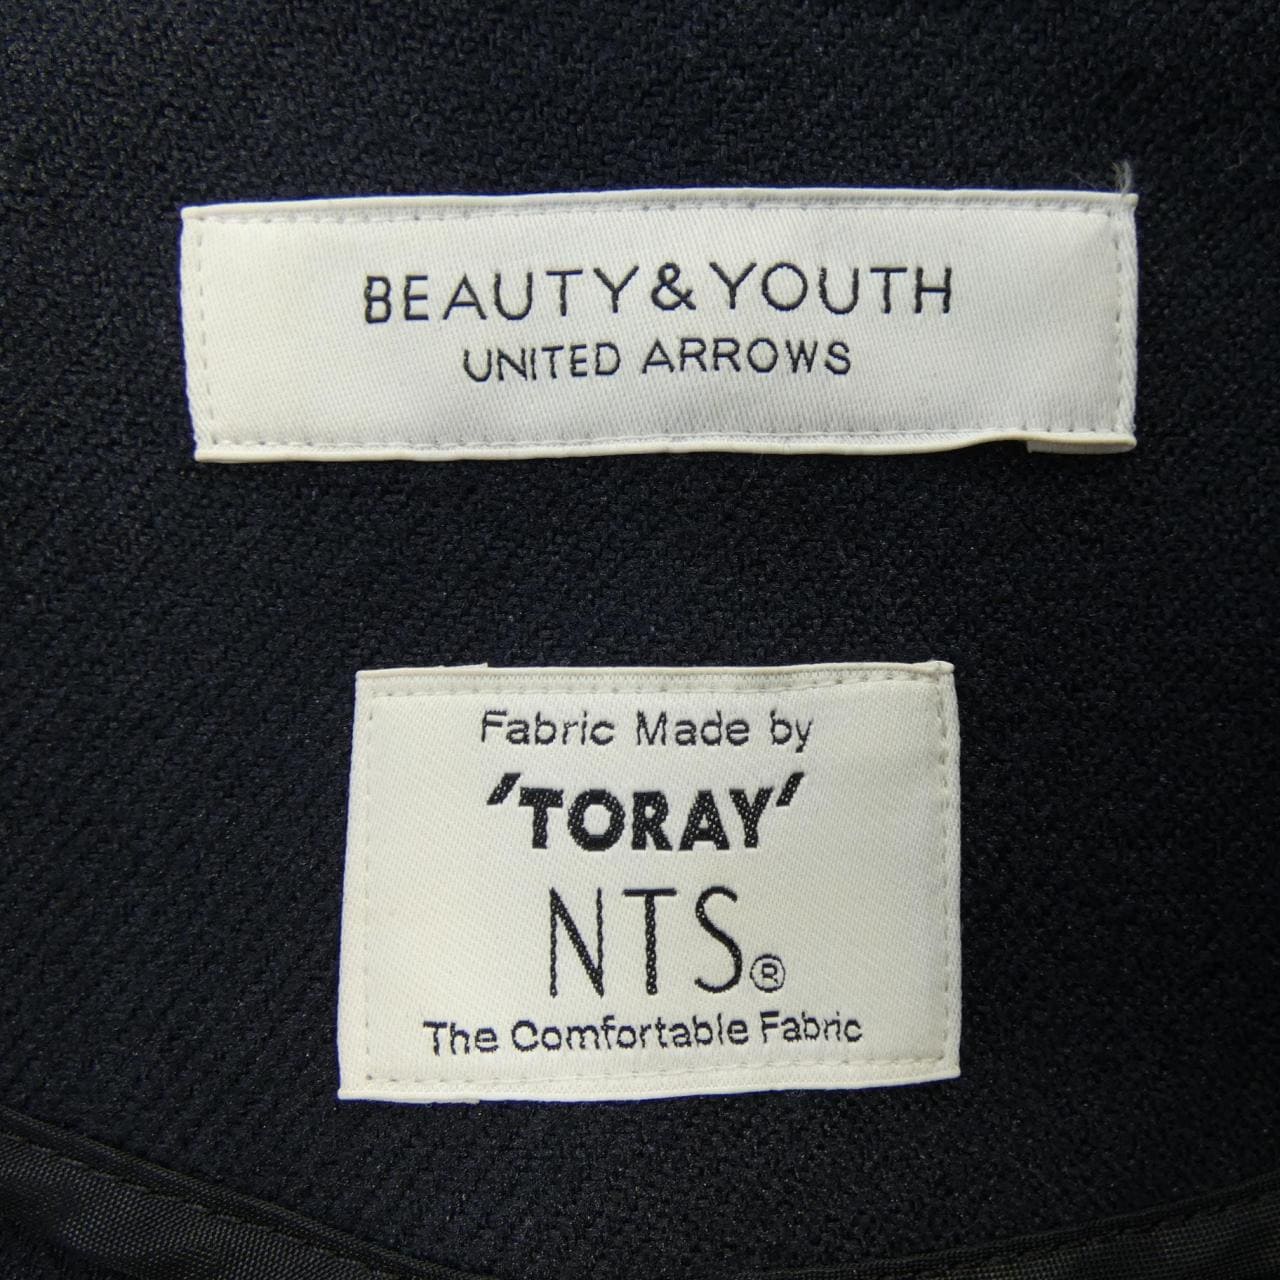 BEAUTY & YOUTH
UNITED ARROWS
Fabric Made by
'TORAY'
NTS®
The Comfortable Fabric